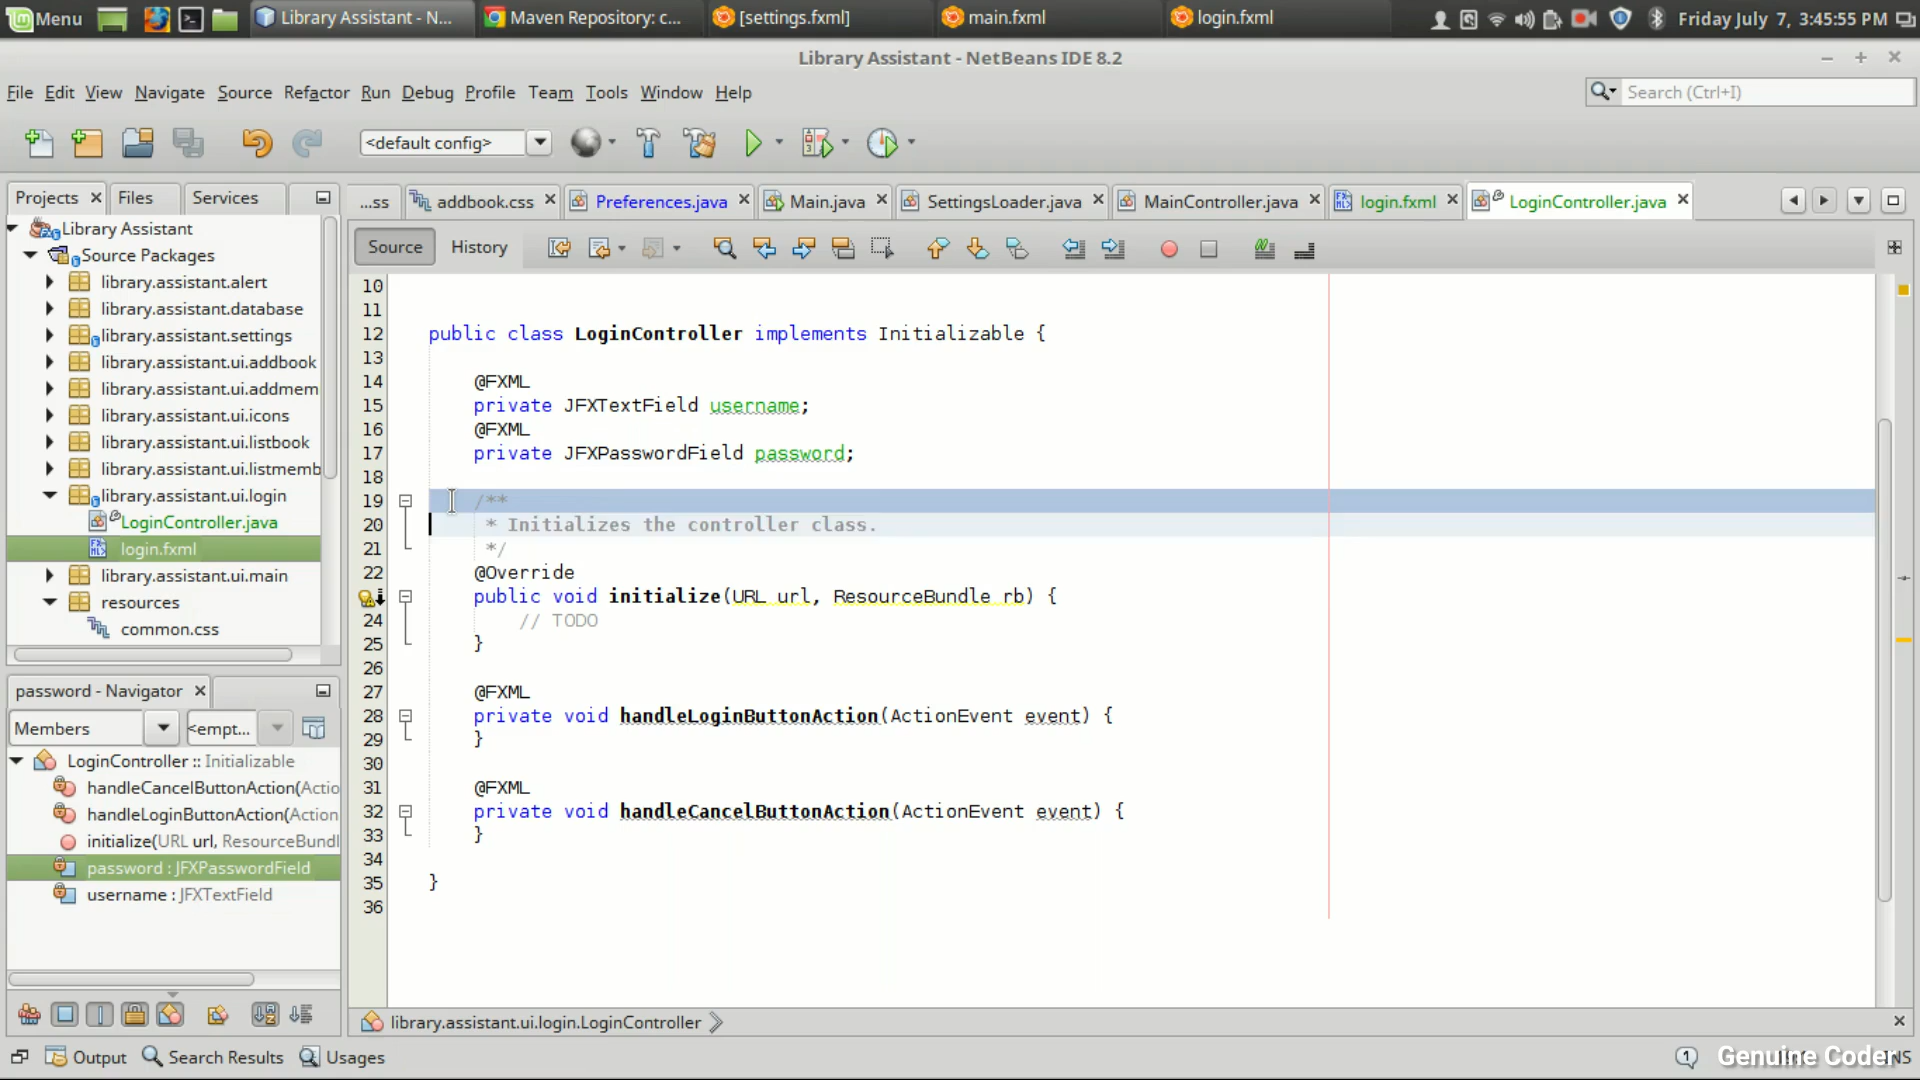 Menu
Library Assistant - N...
Maven Repository: c...
[settings.fxml]
main.fxml
login.fxml
Friday July 7, 3:45:55 PM
Library Assistant - NetBeans IDE 8.2
File Edit View Navigate Source Refactor Run Debug Profile Team Tools Window Help
Search (Ctrl+I)
<default config>
Projects
Files
Services
...ss
addbook.css
Preferences.java
Main.java
SettingsLoader.java
MainController.java
login.fxml
LoginController.java
Source
History
Library Assistant
Source Packages
library.assistant.alert
library.assistant.database
library.assistant.settings
library.assistant.ui.addbook
library.assistant.ui.addmem
library.assistant.ui.icons
library.assistant.ui.listbook
library.assistant.ui.listmemb
library.assistant.ui.login
LoginController.java
login.fxml
library.assistant.ui.main
resources
common.css
password - Navigator
Members
<empt...
LoginController :: Initializable
handleCancelButtonAction(Actio
handleLoginButtonAction(Action
initialize(URL url, ResourceBundl
password : JFXPasswordField
username : JFXTextField
10
11
12 public class LoginController implements Initializable {
13
14 @FXML
15 private JFXTextField username;
16 @FXML
17 private JFXPasswordField password;
18
19 /**
20 * Initializes the controller class.
21 */
22 @Override
public void initialize(URL url, ResourceBundle rb) {
24 // TODO
25 }
26
27 @FXML
28 private void handleLoginButtonAction(ActionEvent event) {
29 }
30
31 @FXML
32 private void handleCancelButtonAction(ActionEvent event) {
33 }
34
35 }
36
library.assistant.ui.login.LoginController
Output
Search Results
Usages
1
Genuine Coder